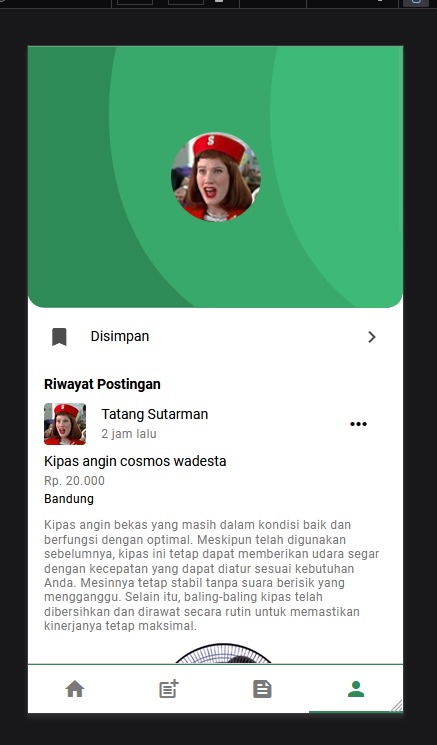 S
Disimpan
Riwayat Postingan
Tatang Sutarman
2 jam lalu
Kipas angin cosmos wadesta
Rp. 20.000
Bandung
Kipas angin bekas yang masih dalam kondisi baik dan
berfungsi dengan optimal. Meskipun telah digunakan
sebelumnya, kipas ini tetap dapat memberikan udara segar
dengan kecepatan yang dapat diatur sesuai kebutuhan
Anda. Mesinnya tetap stabil tanpa suara berisik yang
mengganggu. Selain itu, baling-baling kipas telah
dibersihkan dan dirawat secara rutin untuk memastikan
kinerjanya tetap maksimal.